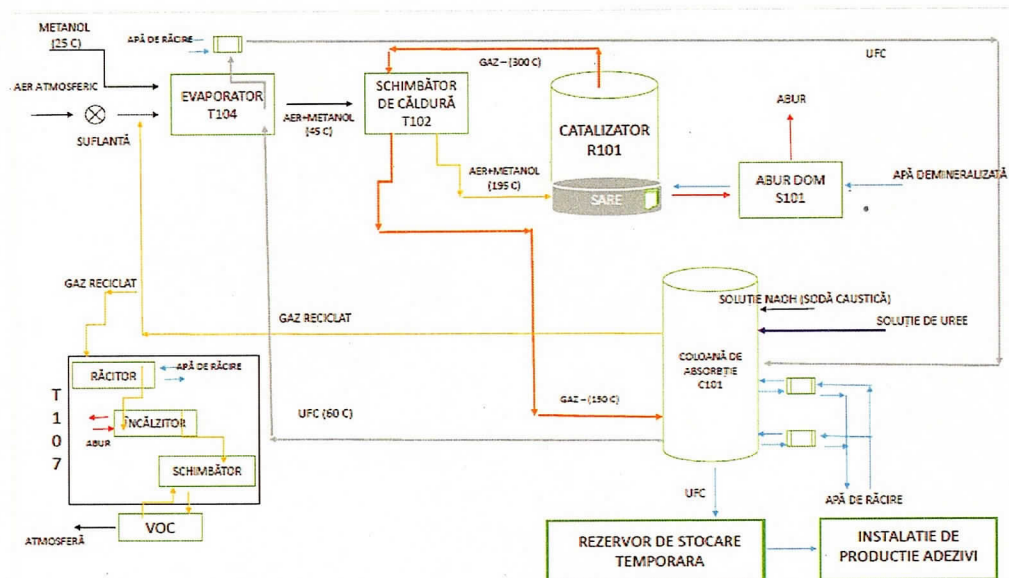 METANOL
(25 C)
APĂ DE RĂCIRE
UFC
GAZ – (300 C)
AER ATMOSFERIC
EVAPORATOR
T104
SCHIMBĂTOR
DE CĂLDURĂ
T102
ABUR
SUFLANTĂ
AER+METANOL
(45 C)
CATALIZATOR
R101
AER+METANOL
(195 C)
SARE
ABUR DOM
S101
APĂ DEMINERALIZATĂ
GAZ RECICLAT
GAZ RECICLAT
SOLUTIE NAOH (SODĂ CAUSTICĂ)
SOLUȚIE DE UREE
COLOANĂ DE
ABSORBȚIE
C101
T107
RĂCITOR
APĂ DE RĂCIRE
ÎNCĂLZITOR
ABUR
SCHIMBĂTOR
UFC (60 C)
GAZ – (150 C)
VOC
ATMOSFERĂ
UFC
APĂ DE RĂCIRE
REZERVOR DE STOCARE
TEMPORARA
INSTALATIE DE
PRODUCTIE ADEZIVI